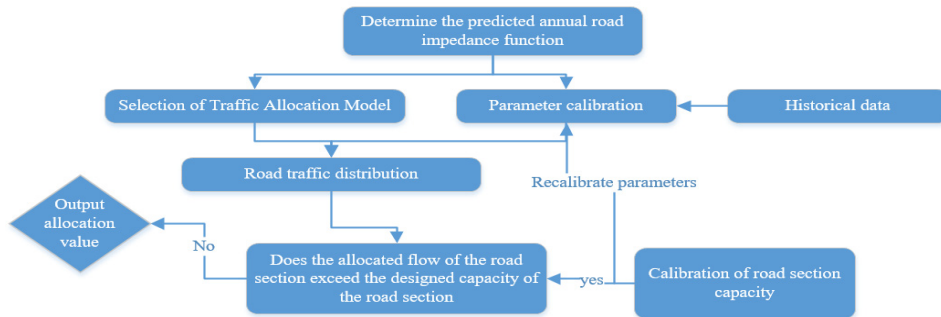 Determine the predicted annual road
impedance function
Selection of Traffic Allocation Model
Parameter calibration
Historical data
Road traffic distribution
Recalibrate parameters
Output
allocation
value
No
Does the allocated flow of the road
section exceed the designed capacity of
the road section
yes
Calibration of road section
capacity